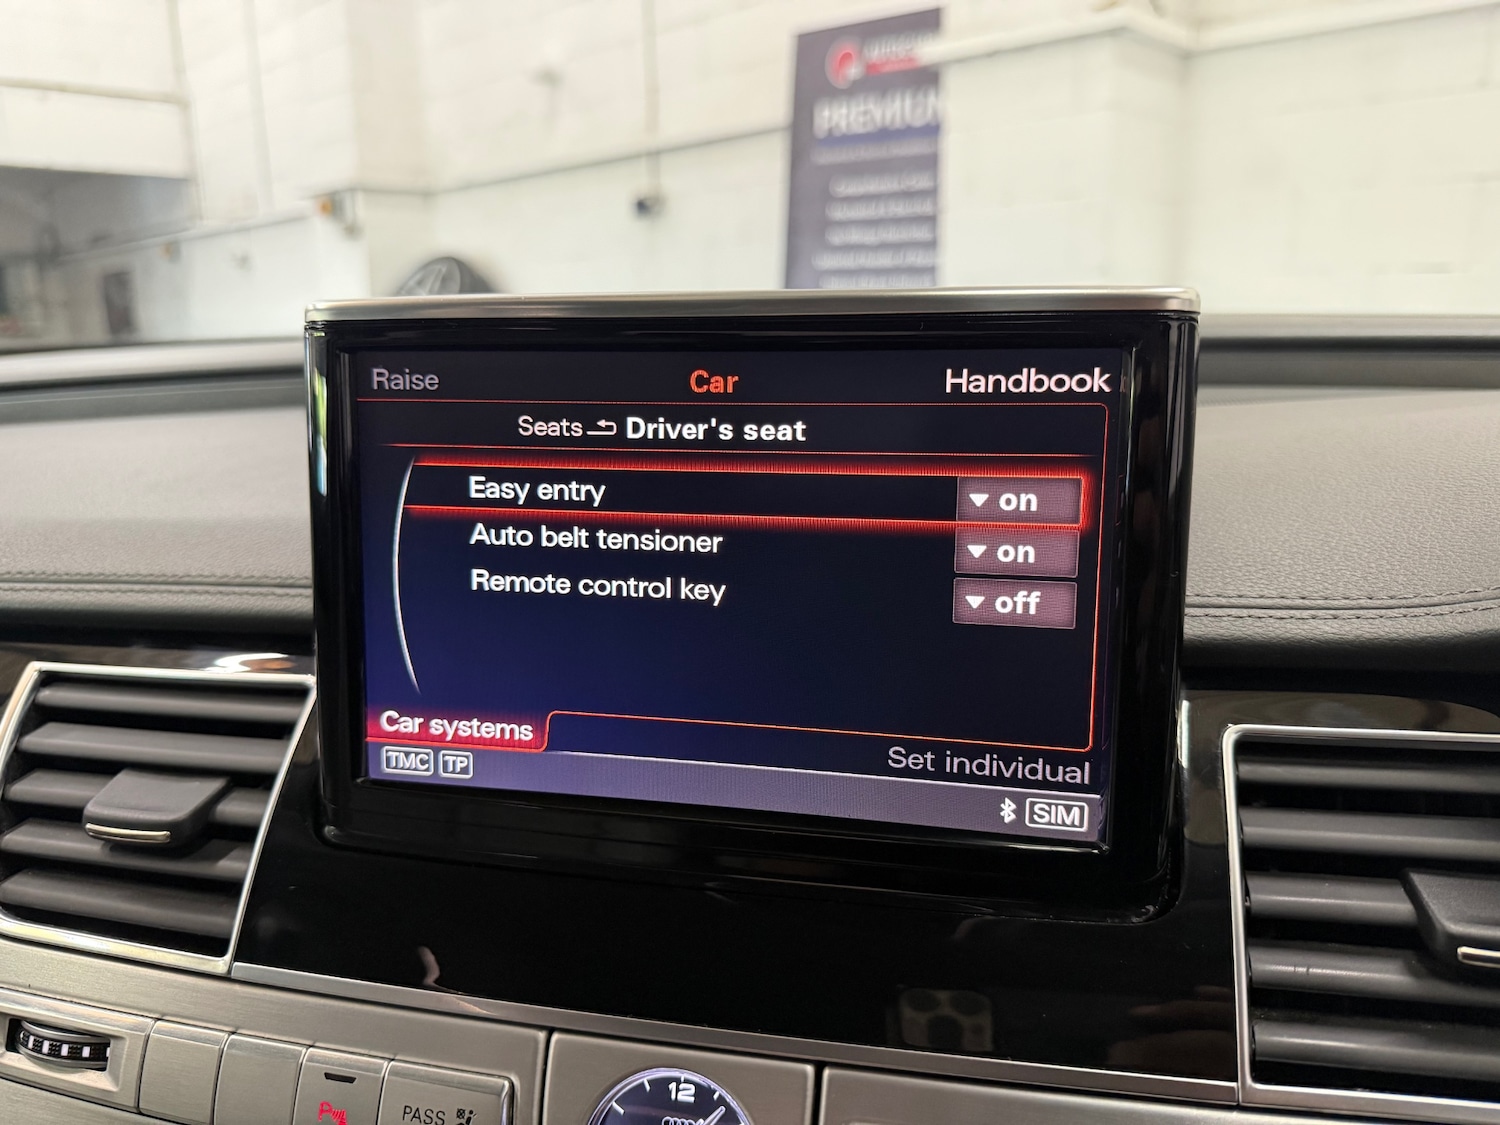 PREMIUM
Raise
Car
Handbook
Seats Driver's seat
Easy entry
on
Auto belt tensioner
on
Remote control key
off
Car systems
Set individual
TMC TP
SIM
PASS
12